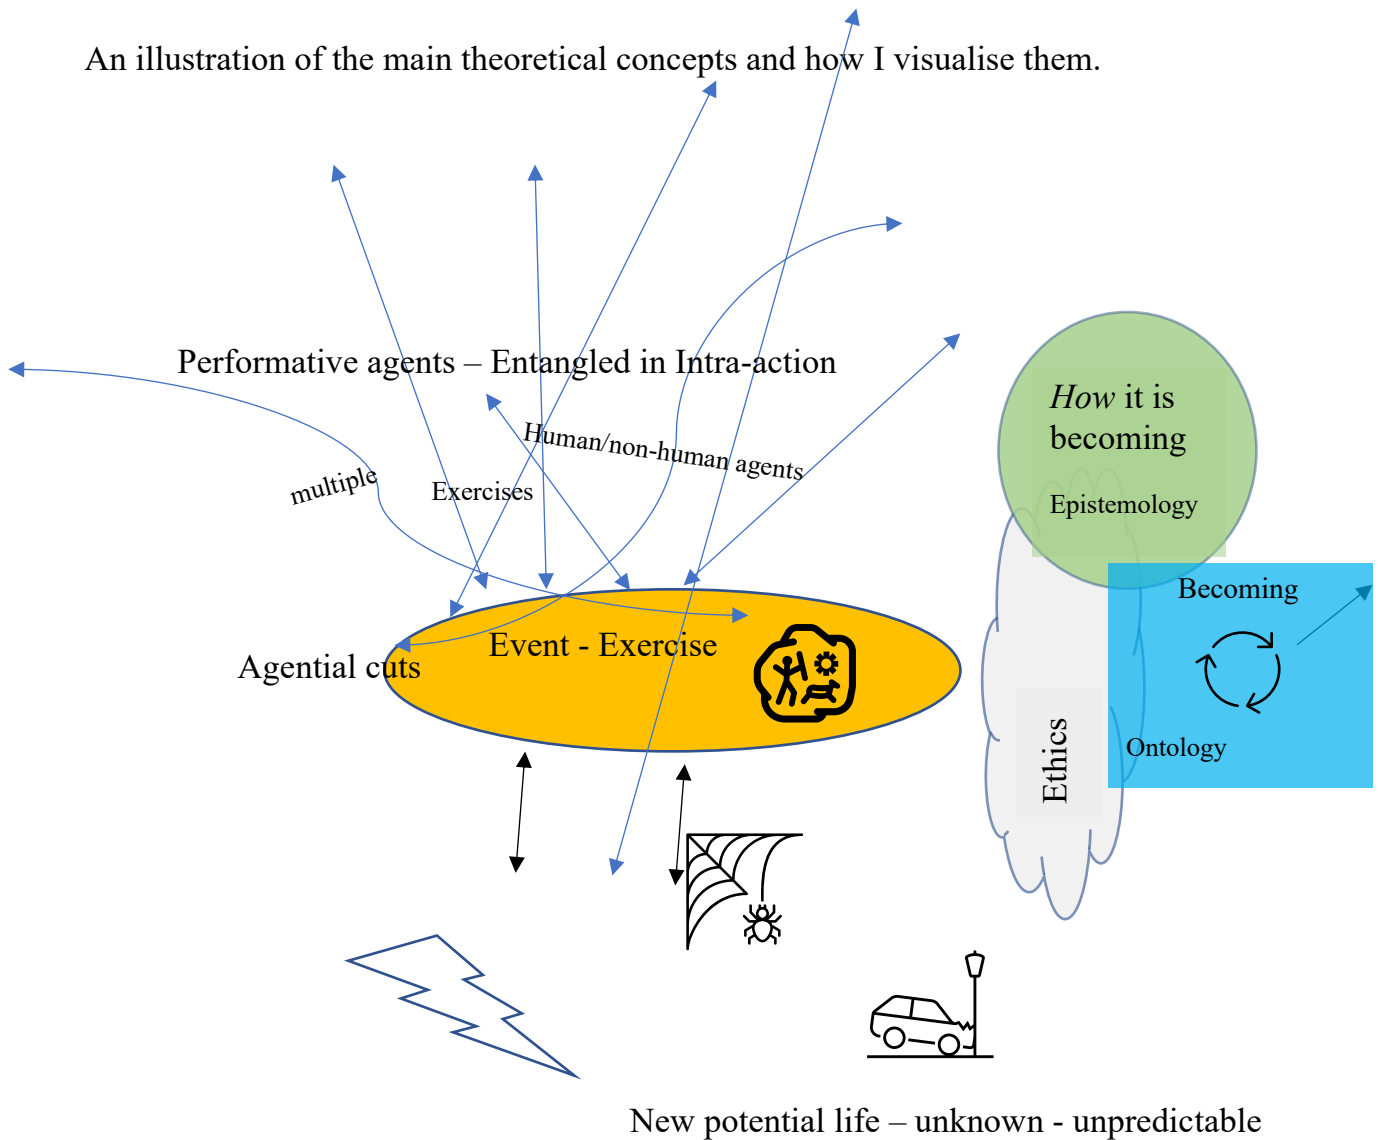 An illustration of the main theoretical concepts and how I visualise them.
Performative agents – Entangled in Intra-action
How it is
becoming
Human/non-human agents
multiple
Exercises
Epistemology
Becoming
Event - Exercise
Agential cuts
Ethics
Ontology
New potential life – unknown - unpredictable